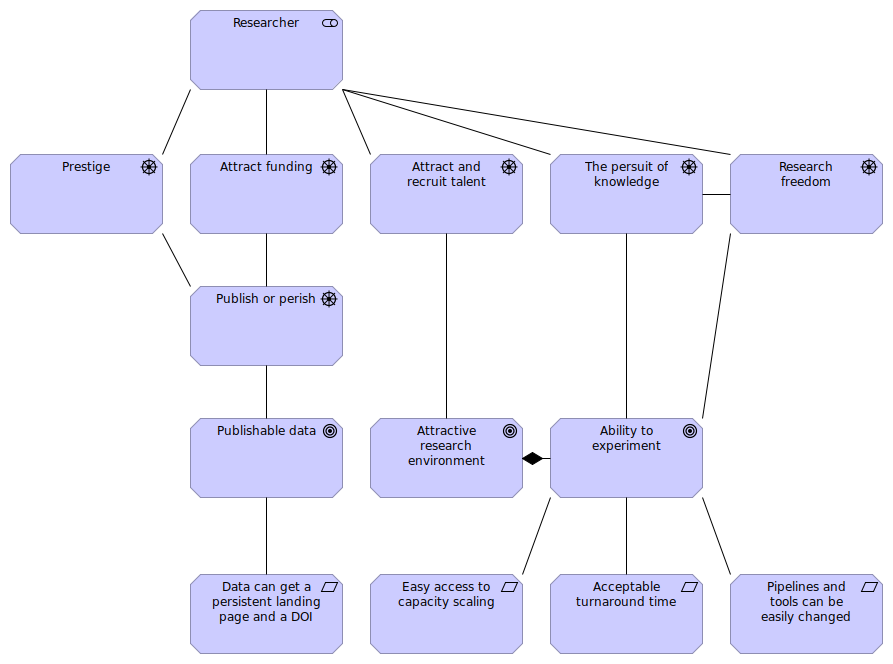 Researcher
Prestige
Attract funding
Attract and
recruit talent
The persuit of
knowledge
Research
freedom
Publish or perish
Publishable data
Attractive
research
environment
Ability to
experiment
Data can get a
persistent landing
page and a DOI
Easy access to
capacity scaling
Acceptable
turnaround time
Pipelines and
tools can be
easily changed